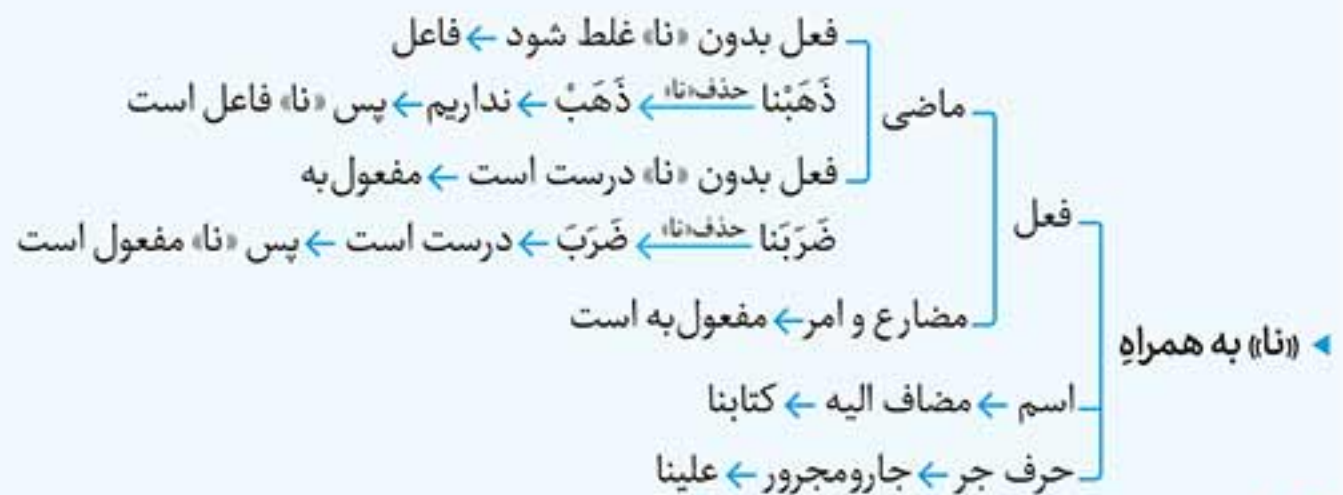 فعل بدون «نا» غلط شود ← فاعل
ماضی
ذَهَبْنا حذف«نا» ← ذَهَبْ ← نداریم ← پس «نا» فاعل است
فعل بدون «نا» درست است ← مفعول‌به
فعل
ضَرَبَنا حذف«نا» ← ضَرَبَ ← درست است ← پس «نا» مفعول است
مضارع و امر ← مفعول‌به است
◄ «نا» به همراهِ
اسم ← مضاف الیه ← کتابنا
حرف جر ← جارومجرور ← علینا